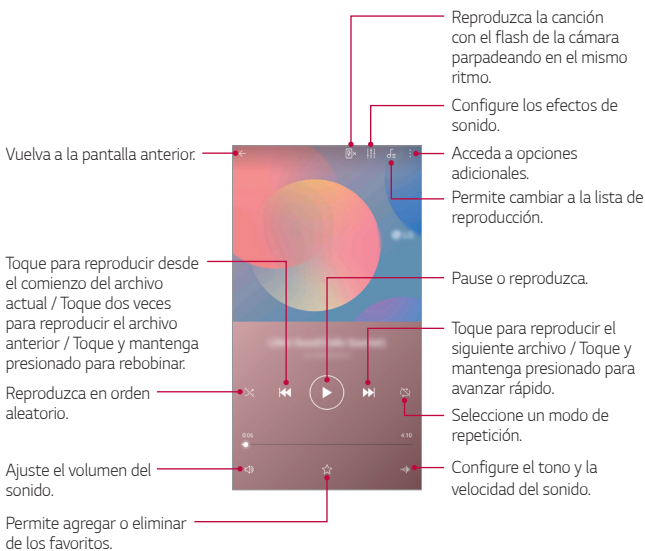 Reproduzca la canción
con el flash de la cámara
parpadeando en el mismo
ritmo.
Configure los efectos de
sonido.
Vuelva a la pantalla anterior.
Acceda a opciones
adicionales.
Permite cambiar a la lista de
reproducción.
Toque para reproducir desde
el comienzo del archivo
actual / Toque dos veces
para reproducir el archivo
anterior / Toque y mantenga
presionado para rebobinar.
Pause o reproduzca.
Toque para reproducir el
siguiente archivo / Toque y
mantenga presionado para
avanzar rápido.
Reproduzca en orden
aleatorio.
Seleccione un modo de
repetición.
0:05
4:10
Ajuste el volumen del
sonido.
Configure el tono y la
velocidad del sonido.
Permite agregar o eliminar
de los favoritos.